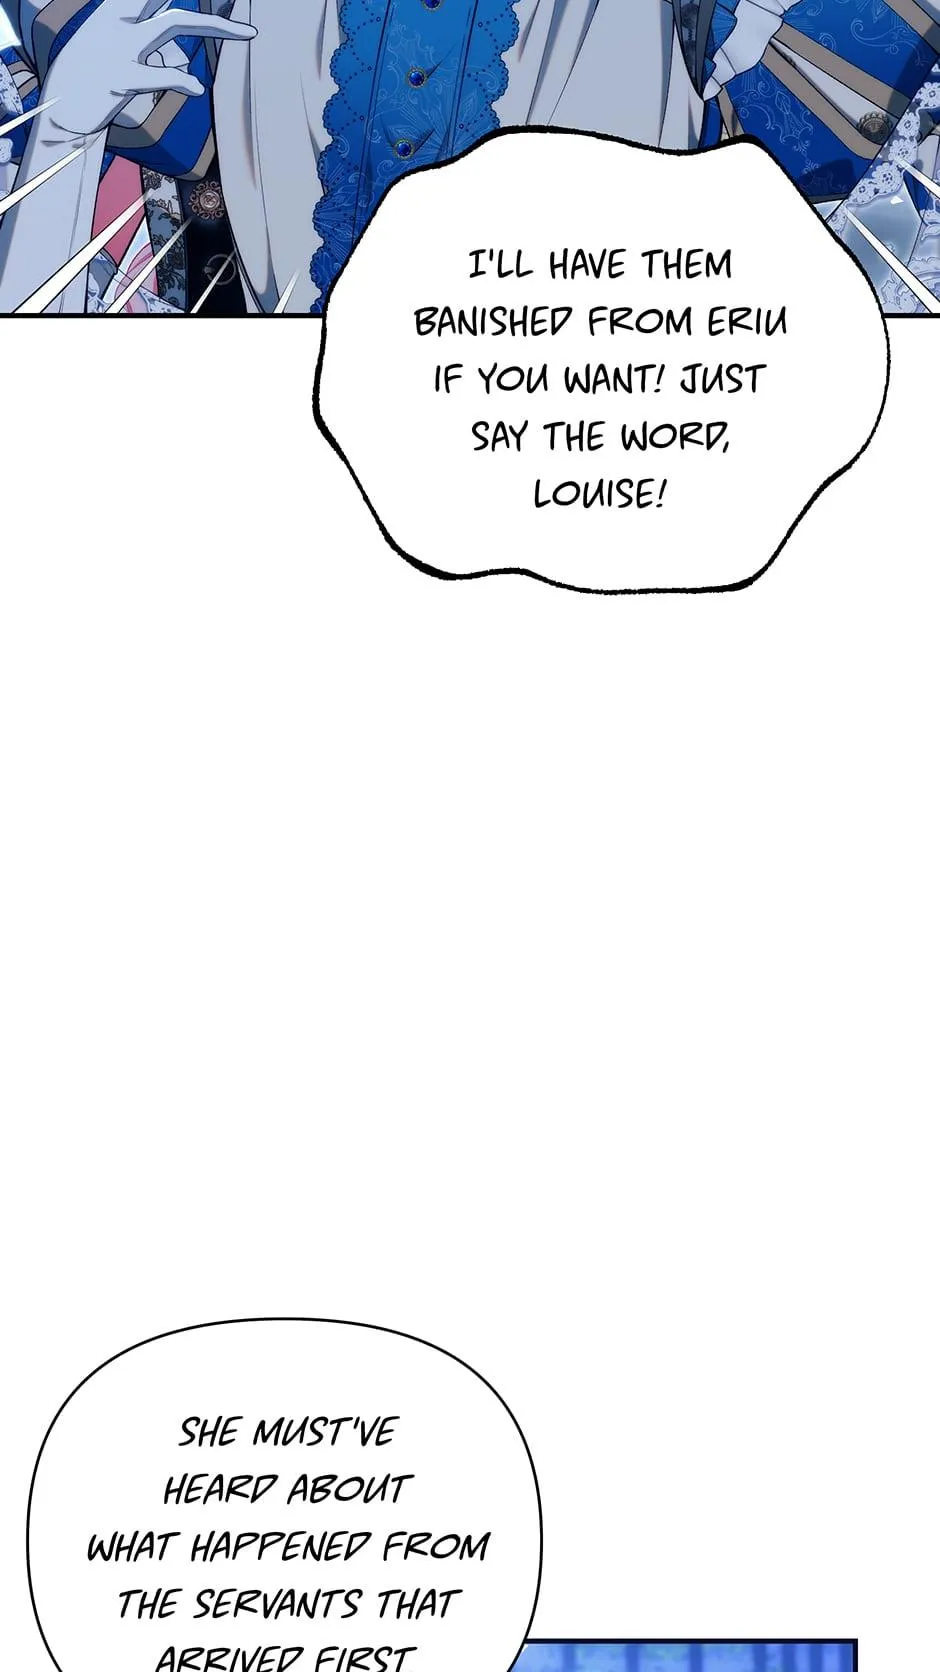 I'LL HAVE THEM
BANISHED FROM ERIU
IF YOU WANT! JUST
SAY THE WORD,
LOUISE!
SHE MUST'VE
HEARD ABOUT
WHAT HAPPENED FROM
THE SERVANTS THAT
ARRIVED FIRST.